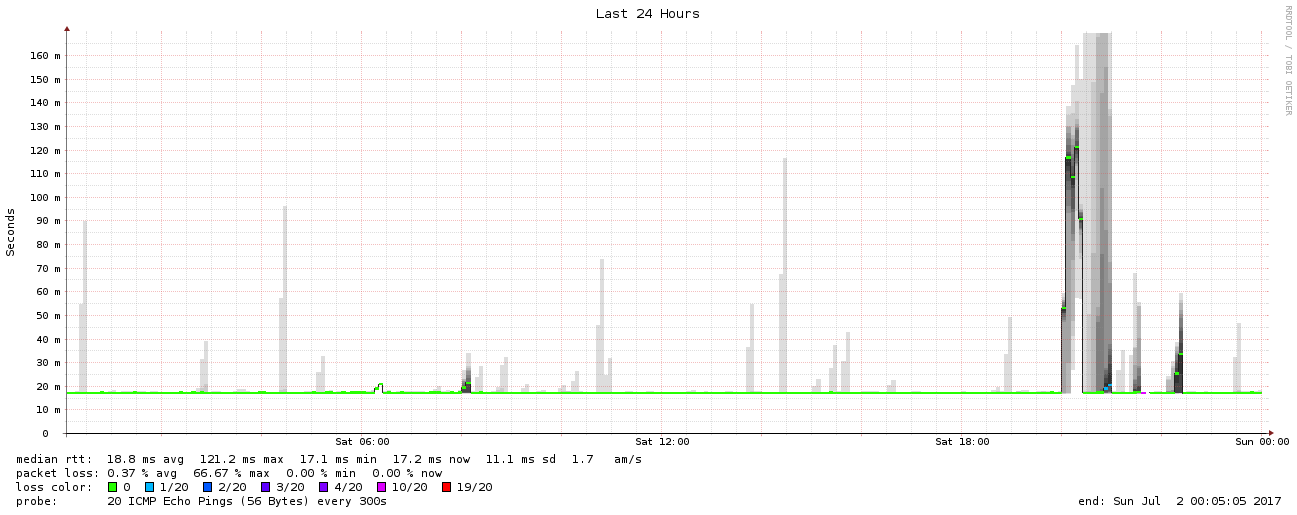 Last 24 Hours
RRDTOOL / TOBI OETIKER
Seconds
160 m
150 m
140 m
130 m
120 m
110 m
100 m
90 m
80 m
70 m
60 m
50 m
40 m
30 m
20 m
10 m
0
Sat 06:00 Sat 12:00 Sat 18:00 Sun 00:00
median rtt: 18.8 ms avg 121.2 ms max 17.1 ms min 17.2 ms now 11.1 ms sd 1.7 am/s
packet loss: 0.37 % avg 66.67 % max 0.00 % min 0.00 % now
loss color: 0 1/20 2/20 3/20 4/20 10/20 19/20
probe: 20 ICMP Echo Pings (56 Bytes) every 300s end: Sun Jul 2 00:05:05 2017